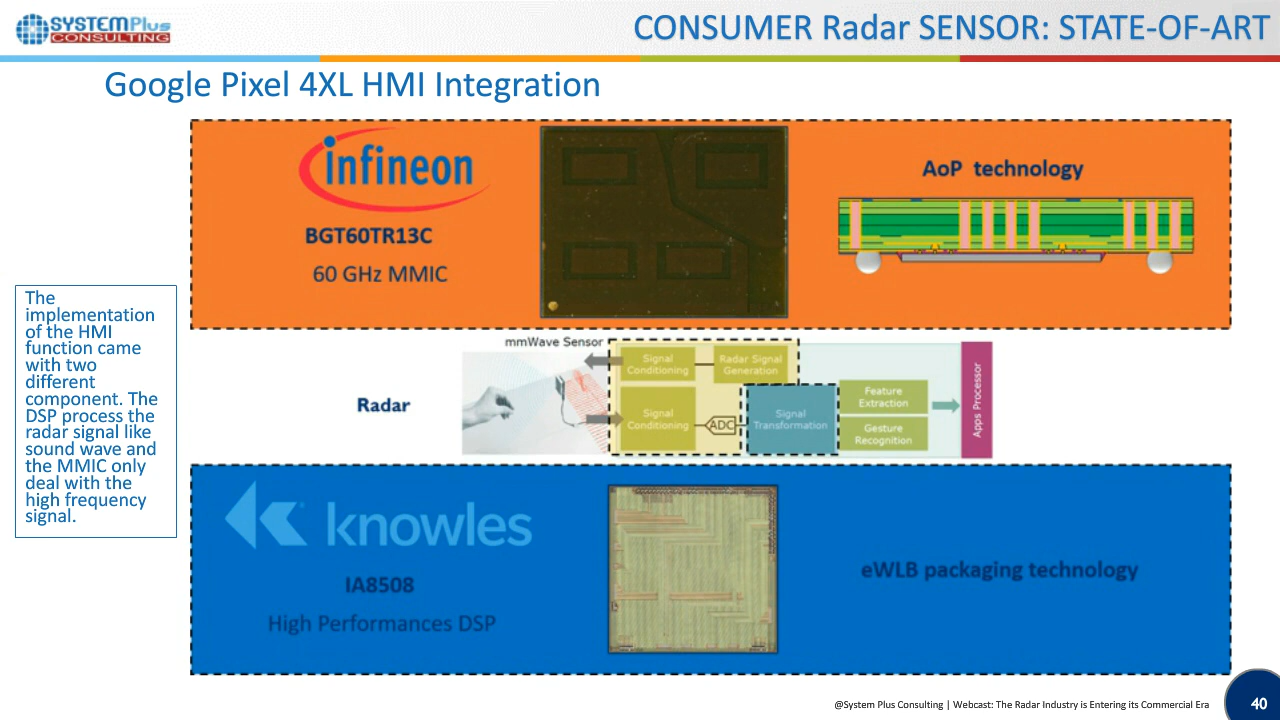 SYSTEMPlus
CONSULTING
CONSUMER Radar SENSOR: STATE-OF-ART
Google Pixel 4XL HMI Integration
infineon
BGT60TR13C
60 GHz MMIC
AoP technology
The
implementation
of the HMI
function came
with two
different
component. The
DSP process the
radar signal like
sound wave and
the MMIC only
deal with the
high frequency
signal.
Radar
mmWave Sensor
Signal
Conditioning
Radar Signal
Generation
Signal
Conditioning
ADC
Signal
Transformation
Feature
Extraction
Gesture
Recognition
Apps Processor
knowles
IA8508
High Performances DSP
eWLB packaging technology
@System Plus Consulting | Webcast: The Radar Industry is Entering its Commercial Era
40